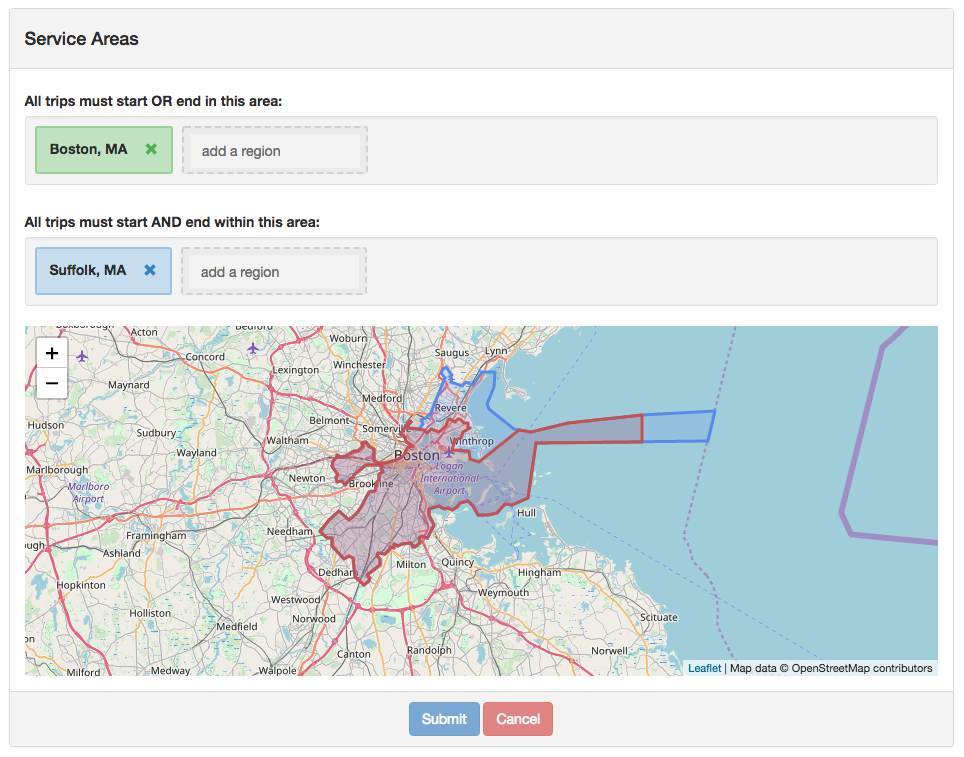 Service Areas
All trips must start OR end in this area:
Boston, MA ✖
add a region
All trips must start AND end within this area:
Suffolk, MA ✖
add a region
+
−
Acton
Bedford
Woburn
Concord
Saugus
Lynn
Lexington
Winchester
Maynard
Medford
Revere
Hudson
Belmont
Somerville
Sudbury
Waltham
Winthrop
Wayland
Boston
Marlborough
Newton
Logan
International
Airport
Marlboro
Airport
Brookline
Hull
Framingham
Needham
Ashland
Milton
Quincy
Dedham
Hingham
Hopkinton
Westwood
Weymouth
Holliston
Norwood
Scituate
Medfield
Canton
Randolph
Norwell
Milford
Medway
Walpole
Leaflet | Map data © OpenStreetMap contributors
Submit
Cancel